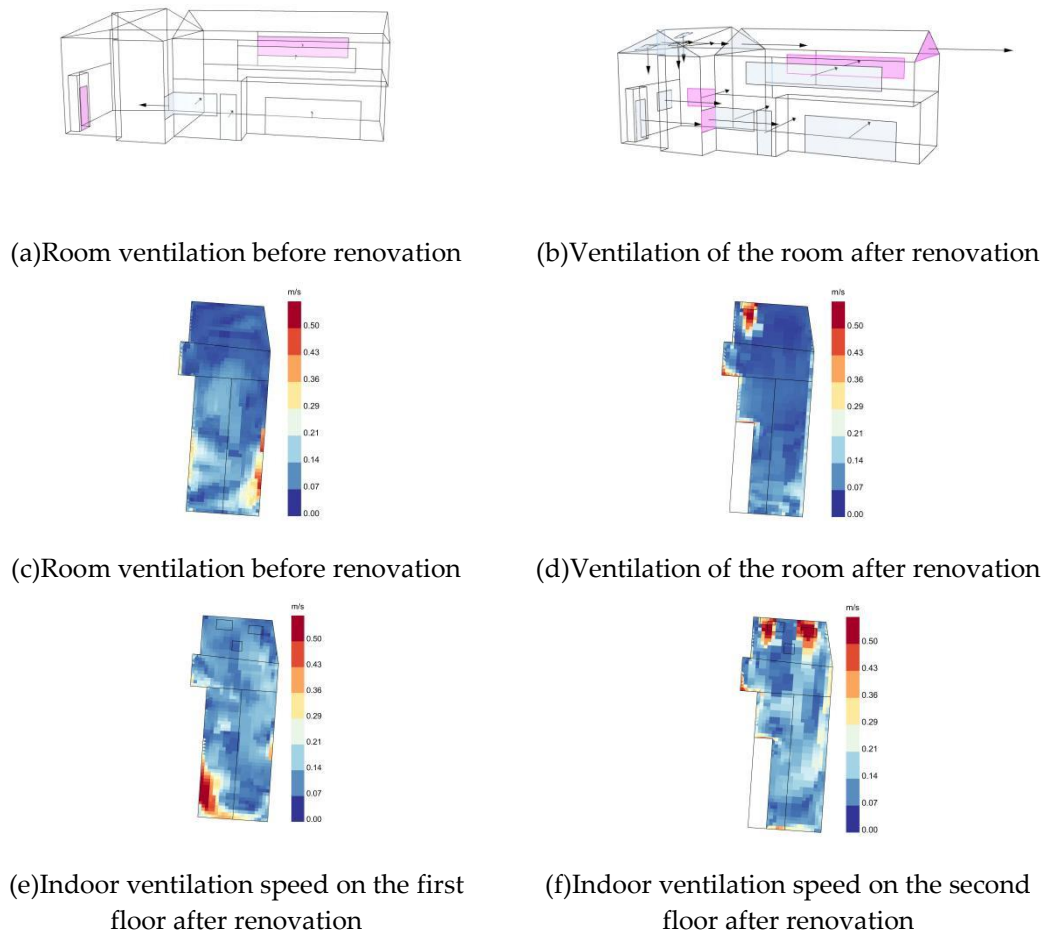 (a)Room ventilation before renovation
(b)Ventilation of the room after renovation
m/s
0.50
0.43
0.36
0.29
0.21
0.14
0.07
0.00
m/s
0.50
0.43
0.36
0.29
0.21
0.14
0.07
0.00
(c)Room ventilation before renovation
(d)Ventilation of the room after renovation
m/s
0.50
0.43
0.36
0.29
0.21
0.14
0.07
0.00
m/s
0.50
0.43
0.36
0.29
0.21
0.14
0.07
0.00
(e)Indoor ventilation speed on the first
floor after renovation
(f)Indoor ventilation speed on the second
floor after renovation